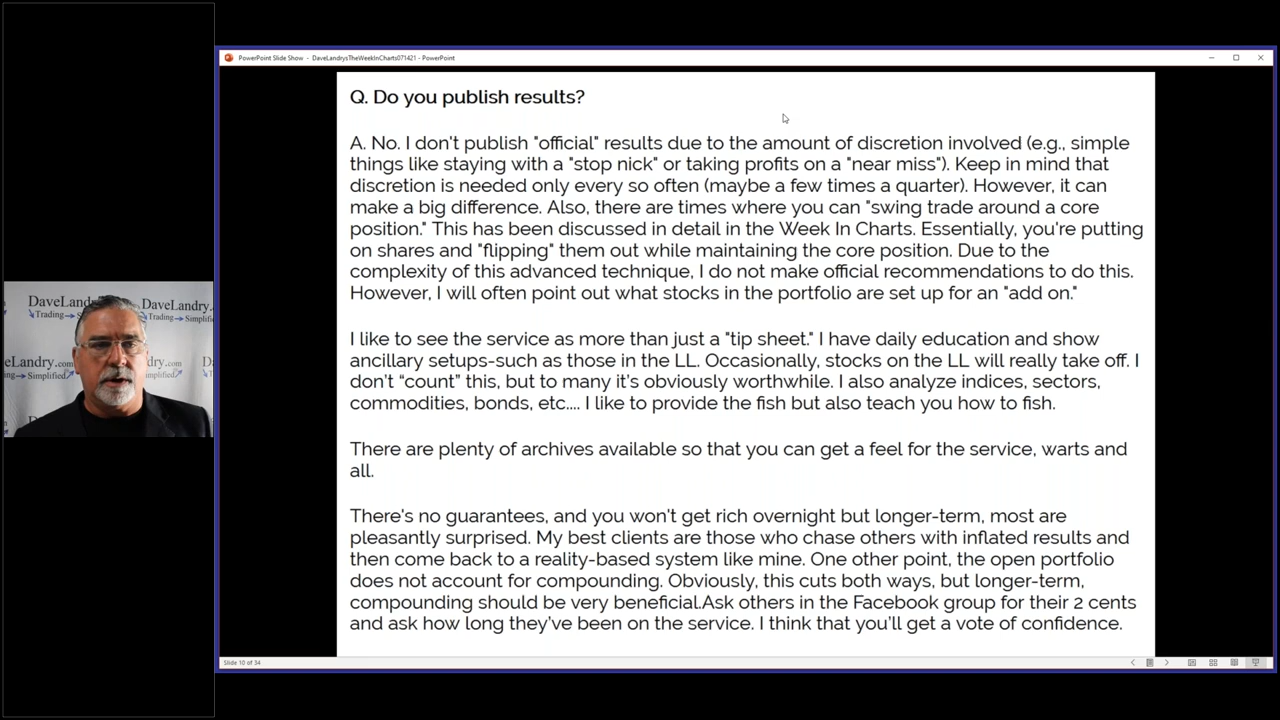 PowerPoint Slide Show - DaveLandrysTheWeekInCharts071421 - PowerPoint
Q. Do you publish results?
A. No. I don't publish "official" results due to the amount of discretion involved (e.g., simple
things like staying with a "stop nick" or taking profits on a "near miss"). Keep in mind that
discretion is needed only every so often (maybe a few times a quarter). However, it can
make a big difference. Also, there are times where you can "swing trade around a core
position." This has been discussed in detail in the Week In Charts. Essentially, you're putting
on shares and "flipping" them out while maintaining the core position. Due to the
complexity of this advanced technique, I do not make official recommendations to do this.
However, I will often point out what stocks in the portfolio are set up for an "add on."
I like to see the service as more than just a "tip sheet." I have daily education and show
ancillary setups-such as those in the LL. Occasionally, stocks on the LL will really take off. I
don't “count” this, but to many it's obviously worthwhile. I also analyze indices, sectors,
commodities, bonds, etc.... I like to provide the fish but also teach you how to fish.
There are plenty of archives available so that you can get a feel for the service, warts and
all.
There's no guarantees, and you won't get rich overnight but longer-term, most are
pleasantly surprised. My best clients are those who chase others with inflated results and
then come back to a reality-based system like mine. One other point, the open portfolio
does not account for compounding. Obviously, this cuts both ways, but longer-term,
compounding should be very beneficial.Ask others in the Facebook group for their 2 cents
and ask how long they've been on the service. I think that you'll get a vote of confidence.
Slide 10 of 34
DaveLand
DaveLandry.com
Trading → Simplified
eLandry.com
Simplified